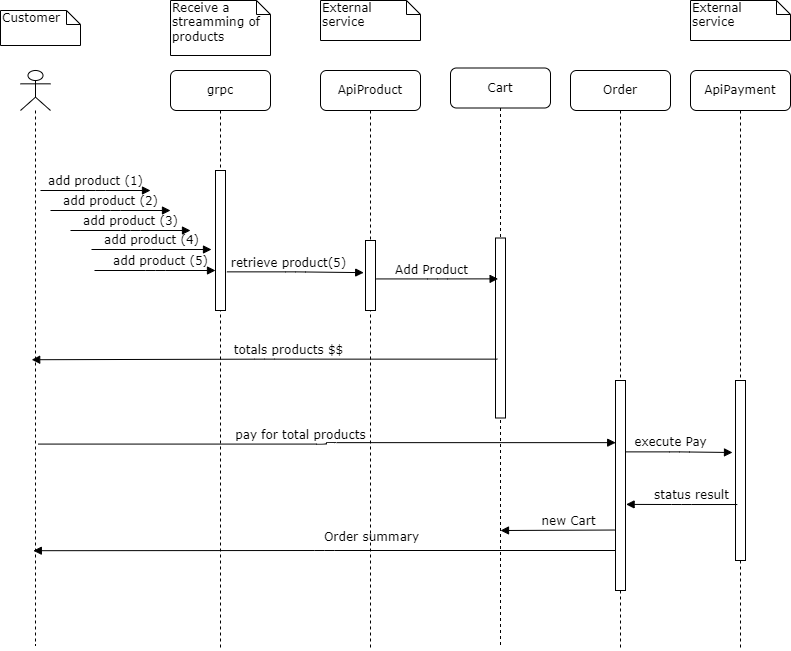 Customer
Receive a
streamming of
products
External
service
External
service
grpc
ApiProduct
Cart
Order
ApiPayment
add product (1)
add product (2)
add product (3)
add product (4)
add product (5)
retrieve product(5)
Add Product
totals products $$
pay for total products
execute Pay
status result
new Cart
Order summary